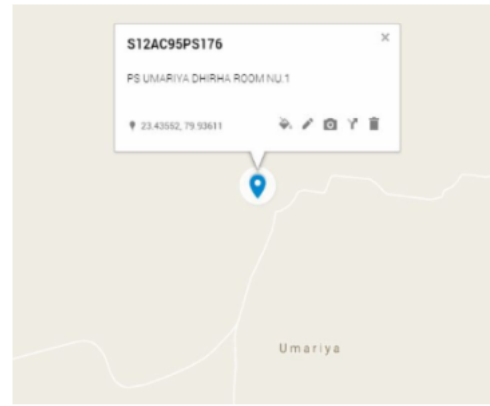 S12AC95PS176
PS UMARIYA DHIRHA ROOM NU.1
23.43552, 79.93611
Umariya